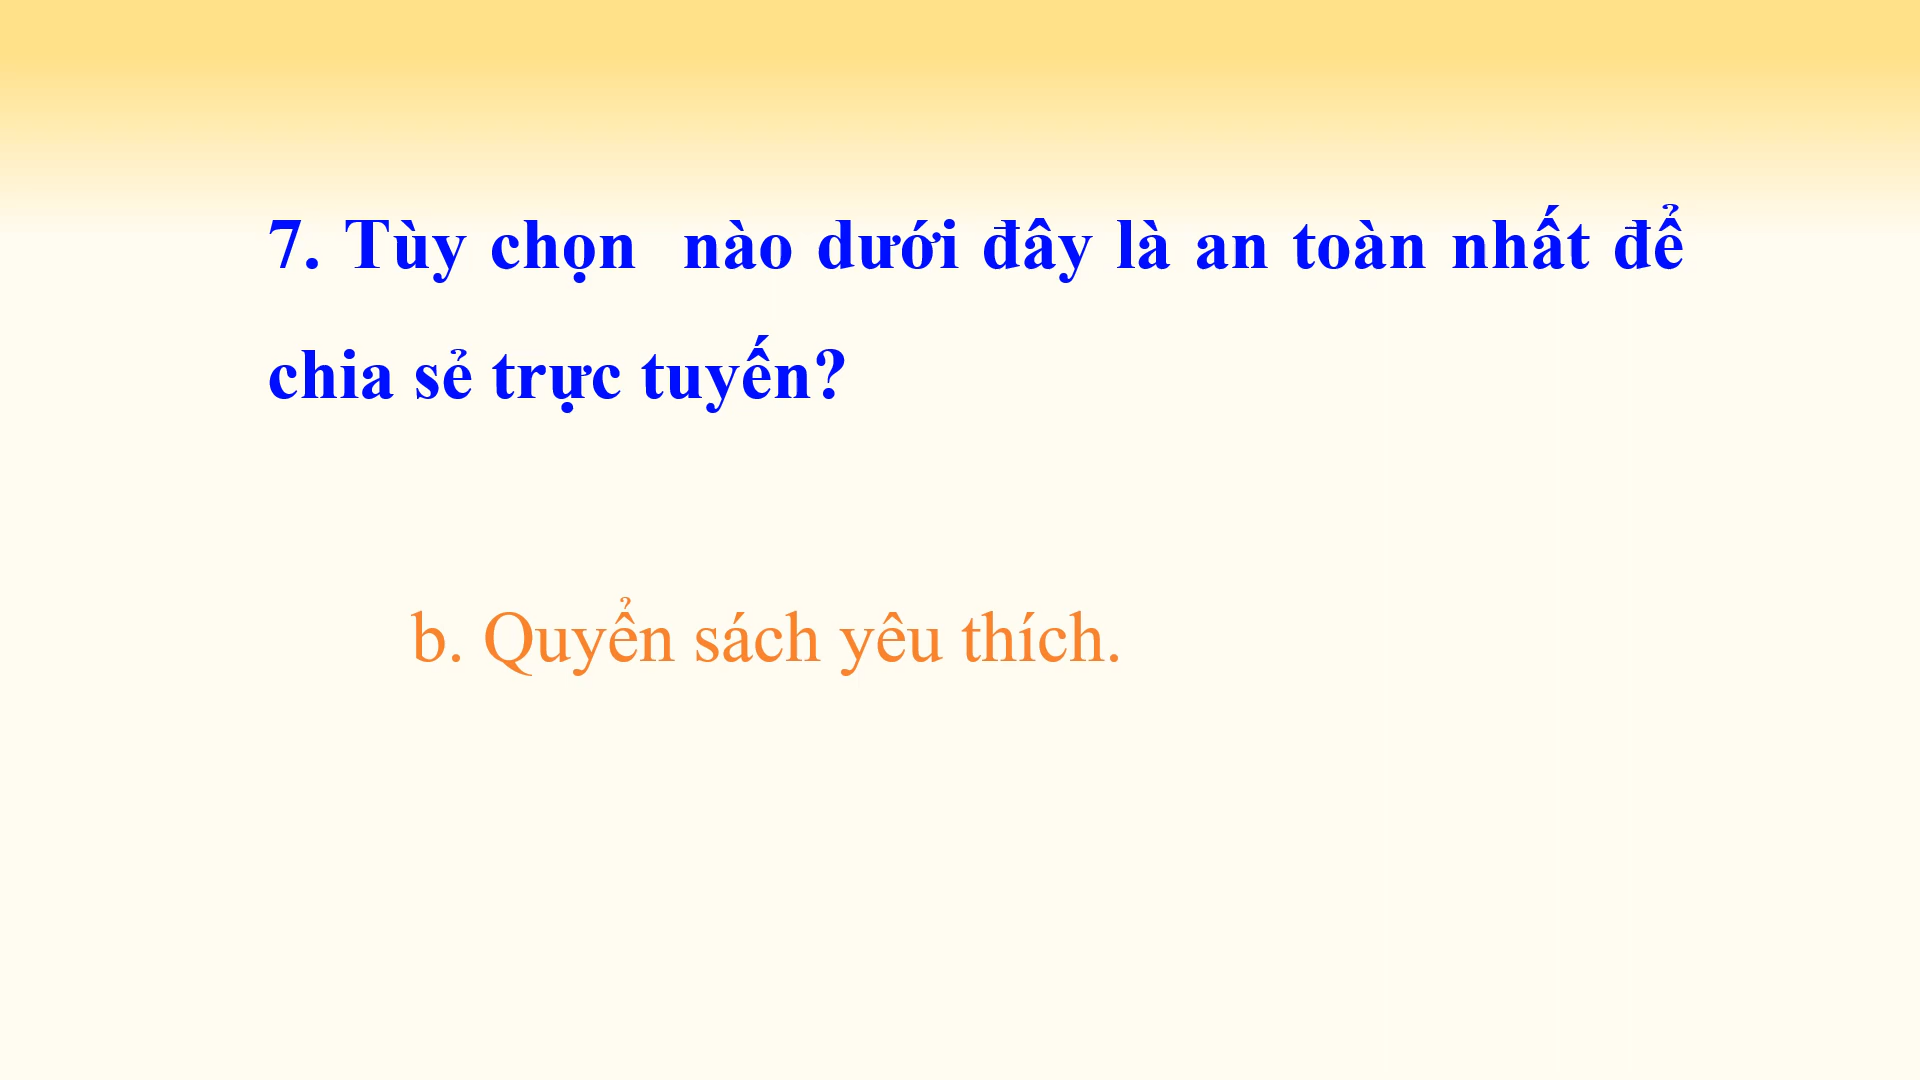 7. Tùy chọn  nào dưới đây là an toàn nhất để
chia sẻ trực tuyến?
b. Quyển sách yêu thích.